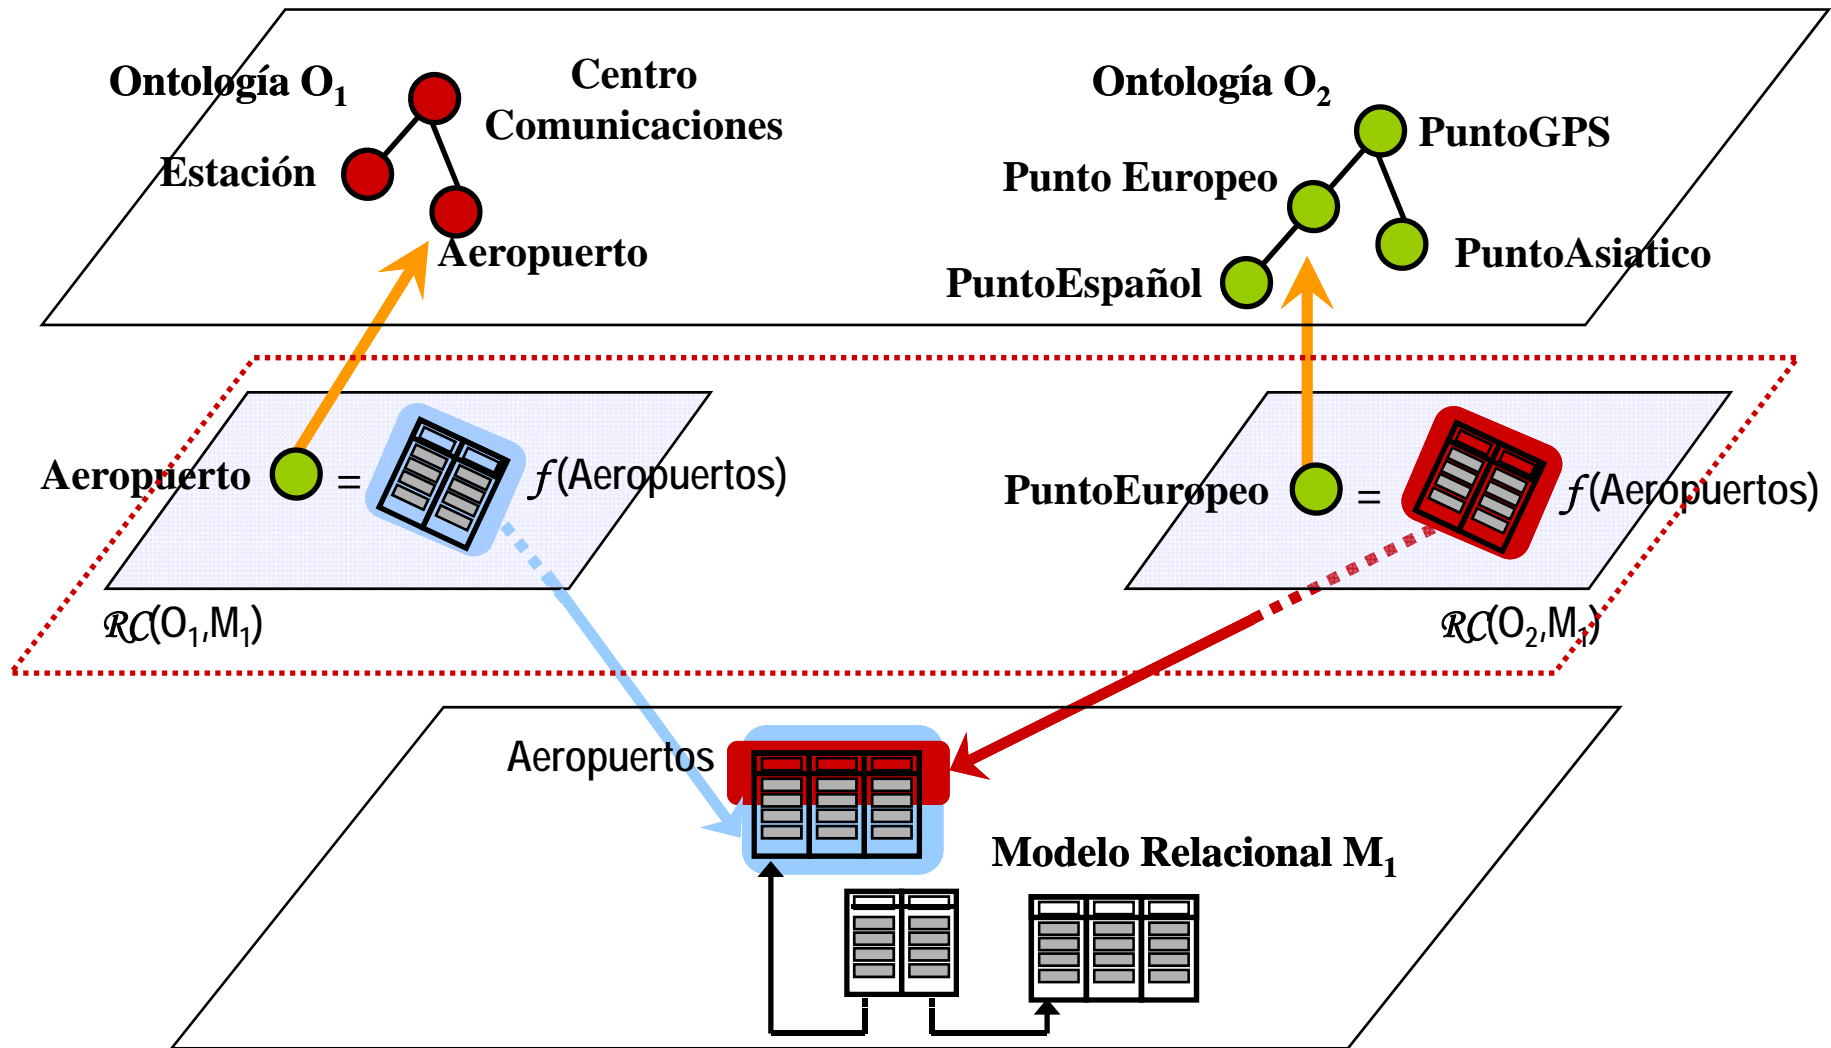 Ontología O1
Centro
Comunicaciones
Estación
Aeropuerto
Ontología O2
PuntoGPS
Punto Europeo
PuntoAsiatico
PuntoEspañol
Aeropuerto = f(Aeropuertos)
RC(O1,M1)
PuntoEuropeo = f(Aeropuertos)
RC(O2,M1)
Aeropuertos
Modelo Relacional M1